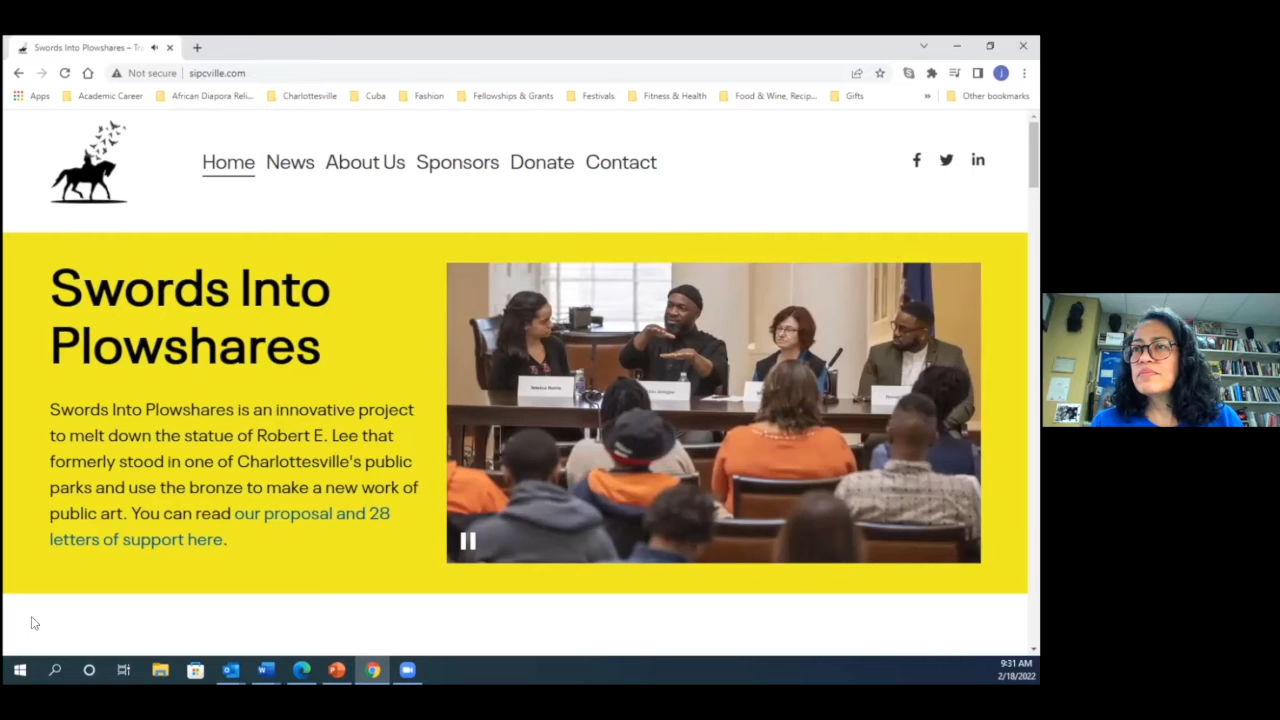 Swords Into Plowshares – Tr
Not secure | sipcville.com
Apps Academic Career African Diaspora Reli... Charlottesville Cuba Fashion Fellowships & Grants Festivals Fitness & Health Food & Wine, Recip... Gifts » Other bookmarks
Home News About Us Sponsors Donate Contact
Swords Into
Plowshares
Swords Into Plowshares is an innovative project
to melt down the statue of Robert E. Lee that
formerly stood in one of Charlottesville's public
parks and use the bronze to make a new work of
public art. You can read our proposal and 28
letters of support here.
9:31 AM
2/18/2022